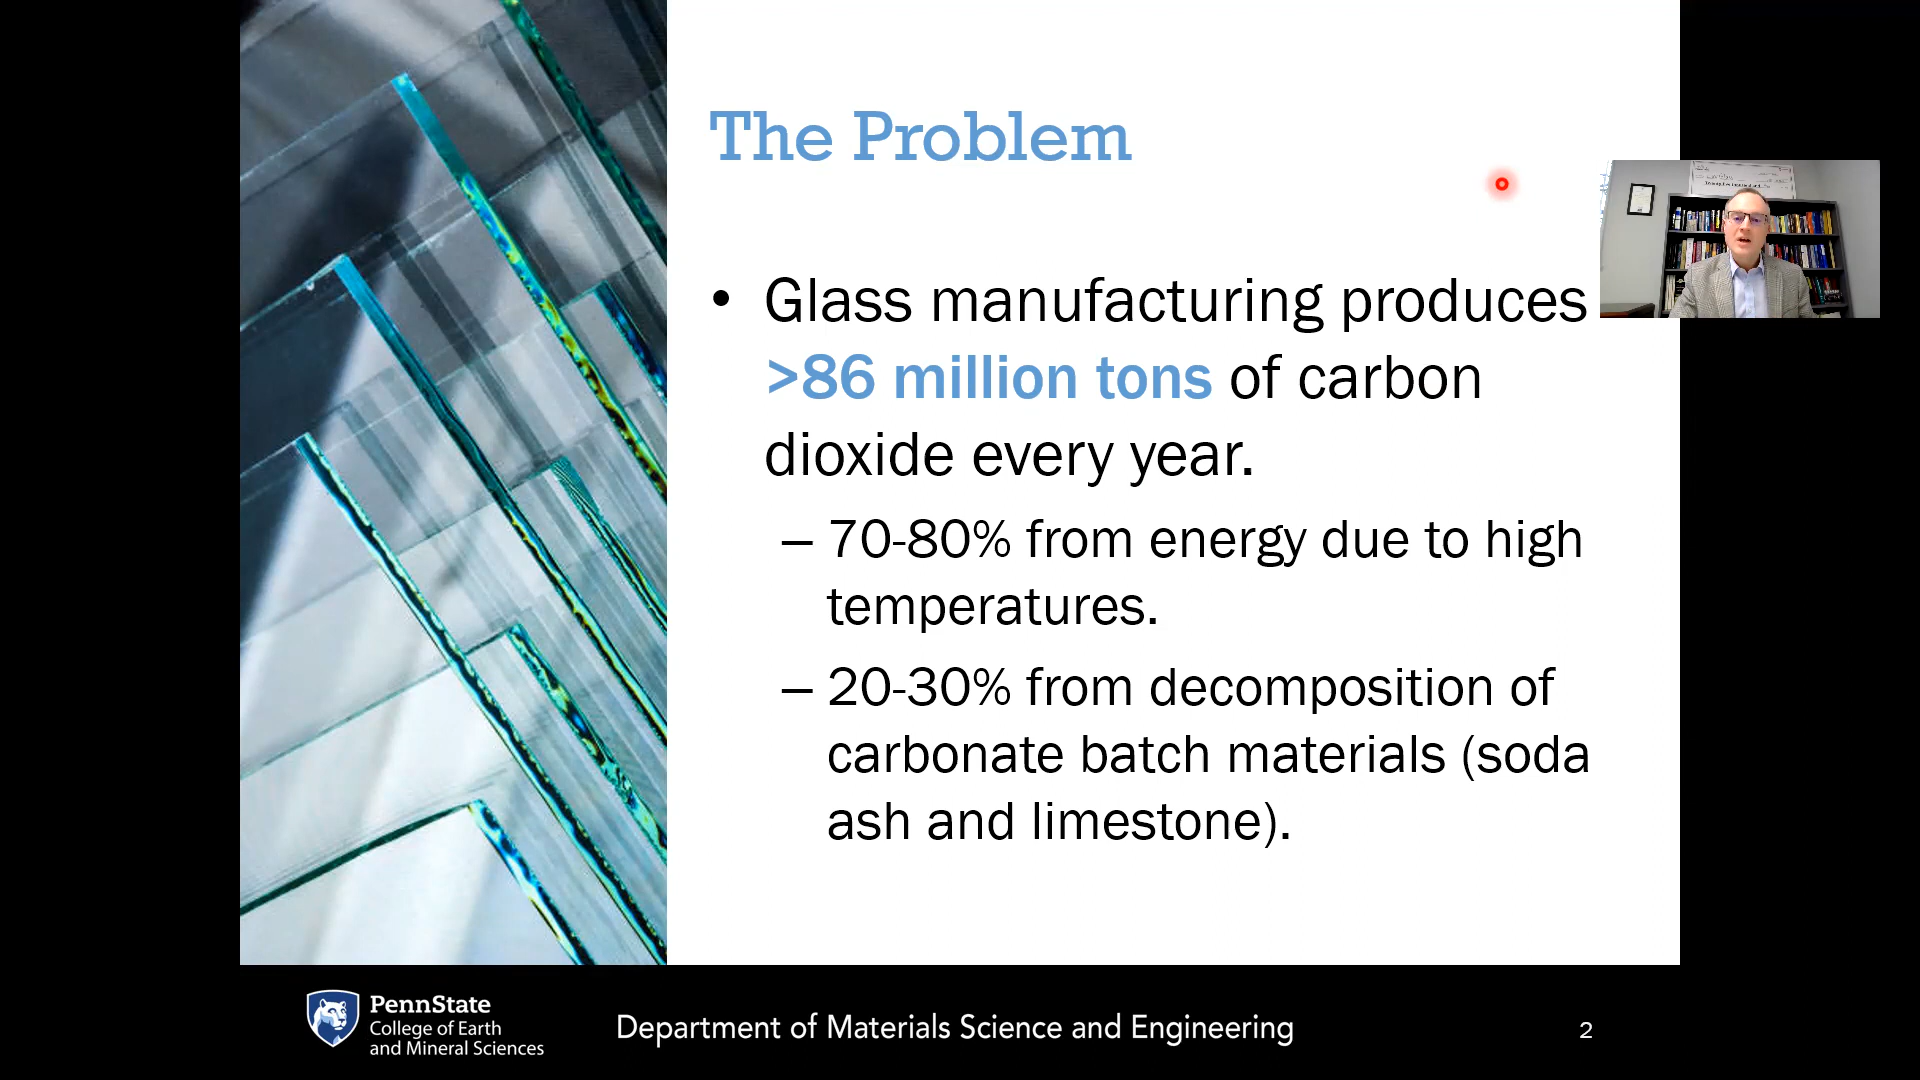 The Problem
• Glass manufacturing produces
>86 million tons of carbon
dioxide every year.
– 70-80% from energy due to high
temperatures.
– 20-30% from decomposition of
carbonate batch materials (soda
ash and limestone).
PennState
College of Earth
and Mineral Sciences
Department of Materials Science and Engineering
2